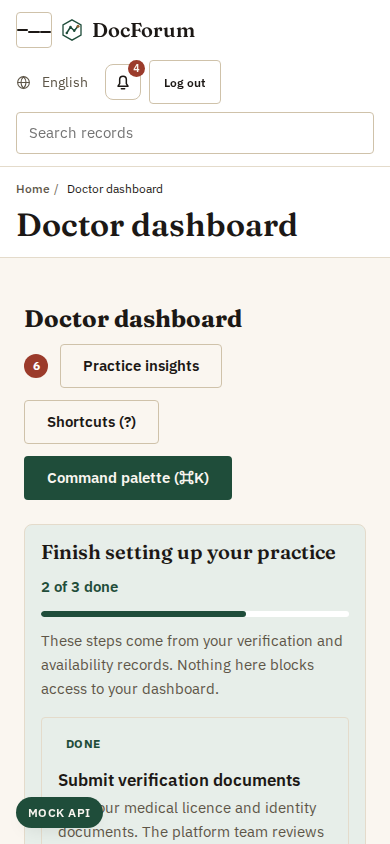 DocForum
English
4
Log out
Search records
Home / Doctor dashboard
Doctor dashboard
Doctor dashboard
6
Practice insights
Shortcuts (?)
Command palette (⌘K)
Finish setting up your practice
2 of 3 done
These steps come from your verification and
availability records. Nothing here blocks
access to your dashboard.
DONE
Submit verification documents
our medical licence and identity
documents. The platform team reviews
MOCK API